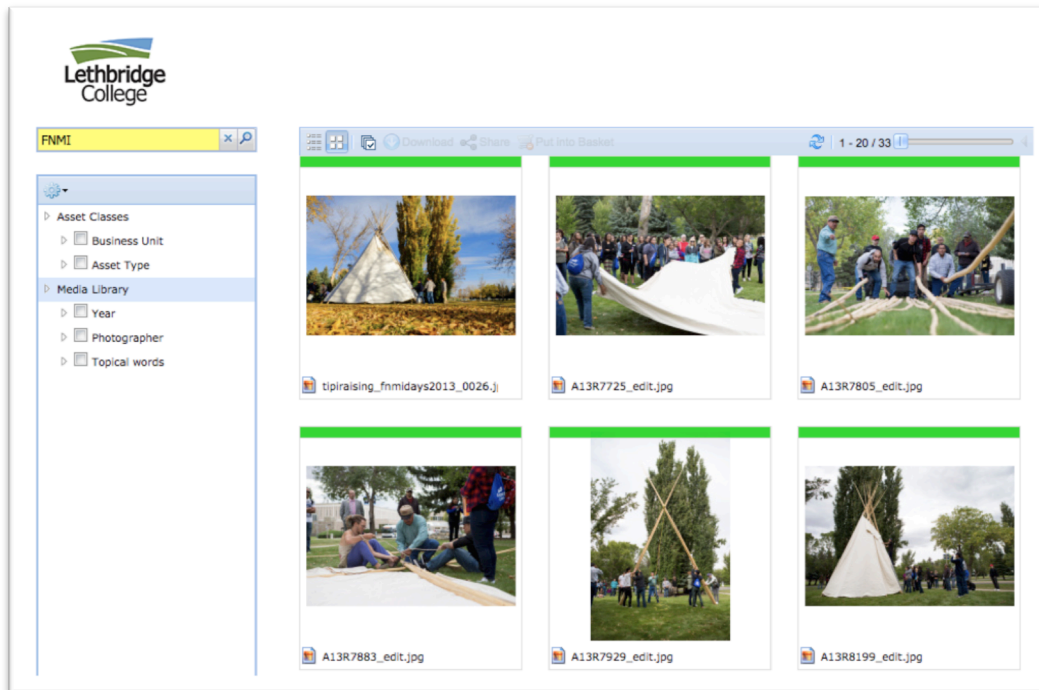 Lethbridge
College
FNMI
Download Share Put into Basket
1 - 20 / 33
Asset Classes
Business Unit
Asset Type
Media Library
Year
Photographer
Topical words
tipiraising_fnmidays2013_0026.j
A13R7725_edit.jpg
A13R7805_edit.jpg
A13R7883_edit.jpg
A13R7929_edit.jpg
A13R8199_edit.jpg